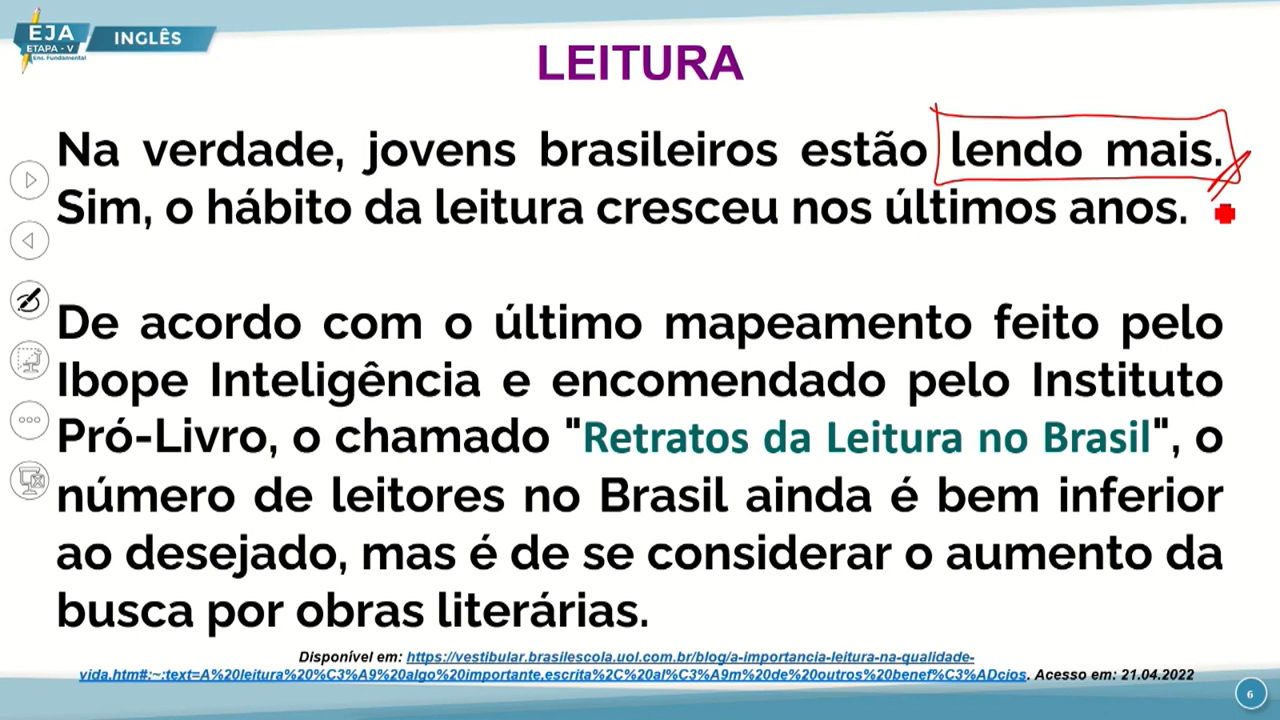 EJA
ETAPA - V
Ens. Fundamental
INGLÊS
LEITURA
Na verdade, jovens brasileiros estão lendo mais.
Sim, o hábito da leitura cresceu nos últimos anos.
De acordo com o último mapeamento feito pelo
Ibope Inteligência e encomendado pelo Instituto
Pró-Livro, o chamado "Retratos da Leitura no Brasil", o
número de leitores no Brasil ainda é bem inferior
ao desejado, mas é de se considerar o aumento da
busca por obras literárias.
Disponível em: https://vestibular.brasilescola.uol.com.br/blog/a-importancia-leitura-na-qualidade-
vida.htm#:~:text=A%20leitura%20%C3%A9%20algo%20importante,escrita%2C%20al%C3%A9m%20de%20outros%20benef%C3%ADcios. Acesso em: 21.04.2022
6